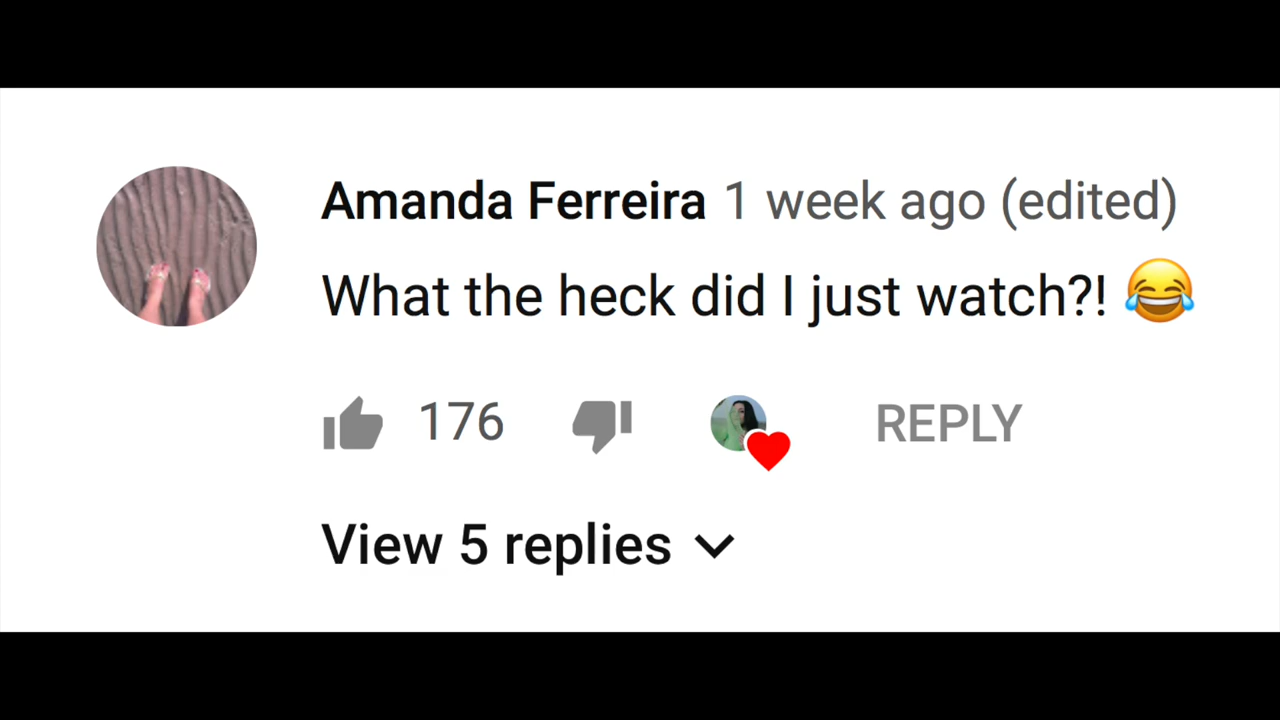 Amanda Ferreira 1 week ago (edited)
What the heck did I just watch?! 😂
176 REPLY
View 5 replies